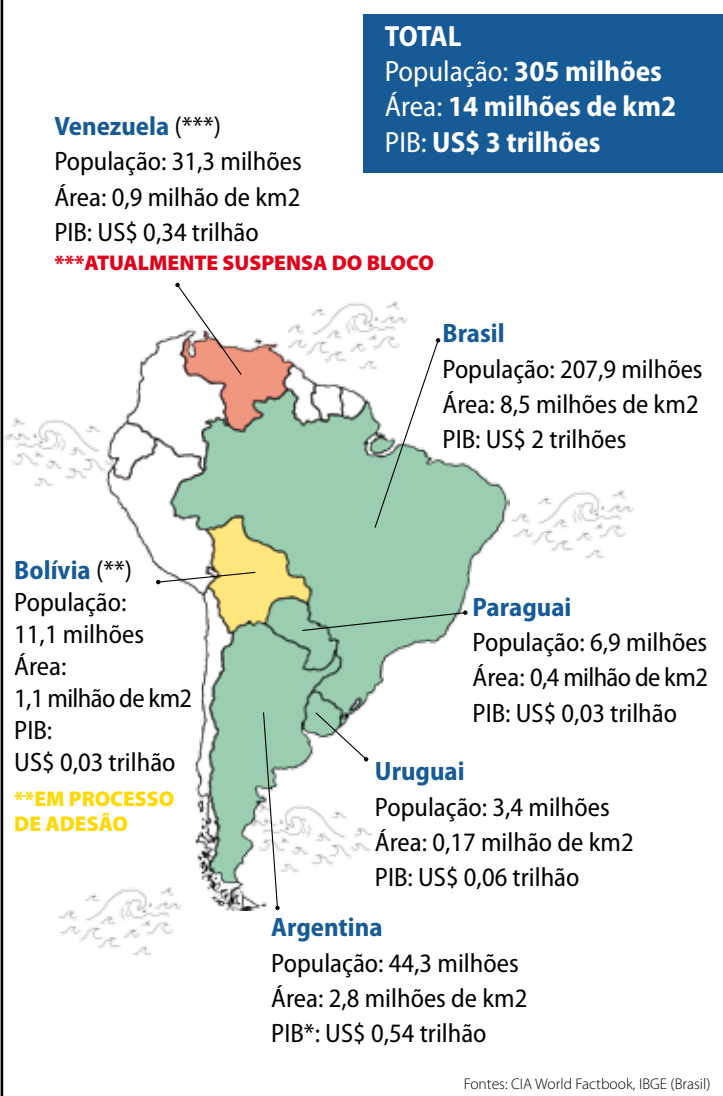 TOTAL
População: 305 milhões
Área: 14 milhões de km2
PIB: US$ 3 trilhões
Venezuela (***)
População: 31,3 milhões
Área: 0,9 milhão de km2
PIB: US$ 0,34 trilhão
***ATUALMENTE SUSPENSA DO BLOCO
Brasil
População: 207,9 milhões
Área: 8,5 milhões de km2
PIB: US$ 2 trilhões
Bolívia (**)
População:
11,1 milhões
Área:
1,1 milhão de km2
PIB:
US$ 0,03 trilhão
**EM PROCESSO
DE ADESÃO
Paraguai
População: 6,9 milhões
Área: 0,4 milhão de km2
PIB: US$ 0,03 trilhão
Uruguai
População: 3,4 milhões
Área: 0,17 milhão de km2
PIB: US$ 0,06 trilhão
Argentina
População: 44,3 milhões
Área: 2,8 milhões de km2
PIB*: US$ 0,54 trilhão
Fontes: CIA World Factbook, IBGE (Brasil)